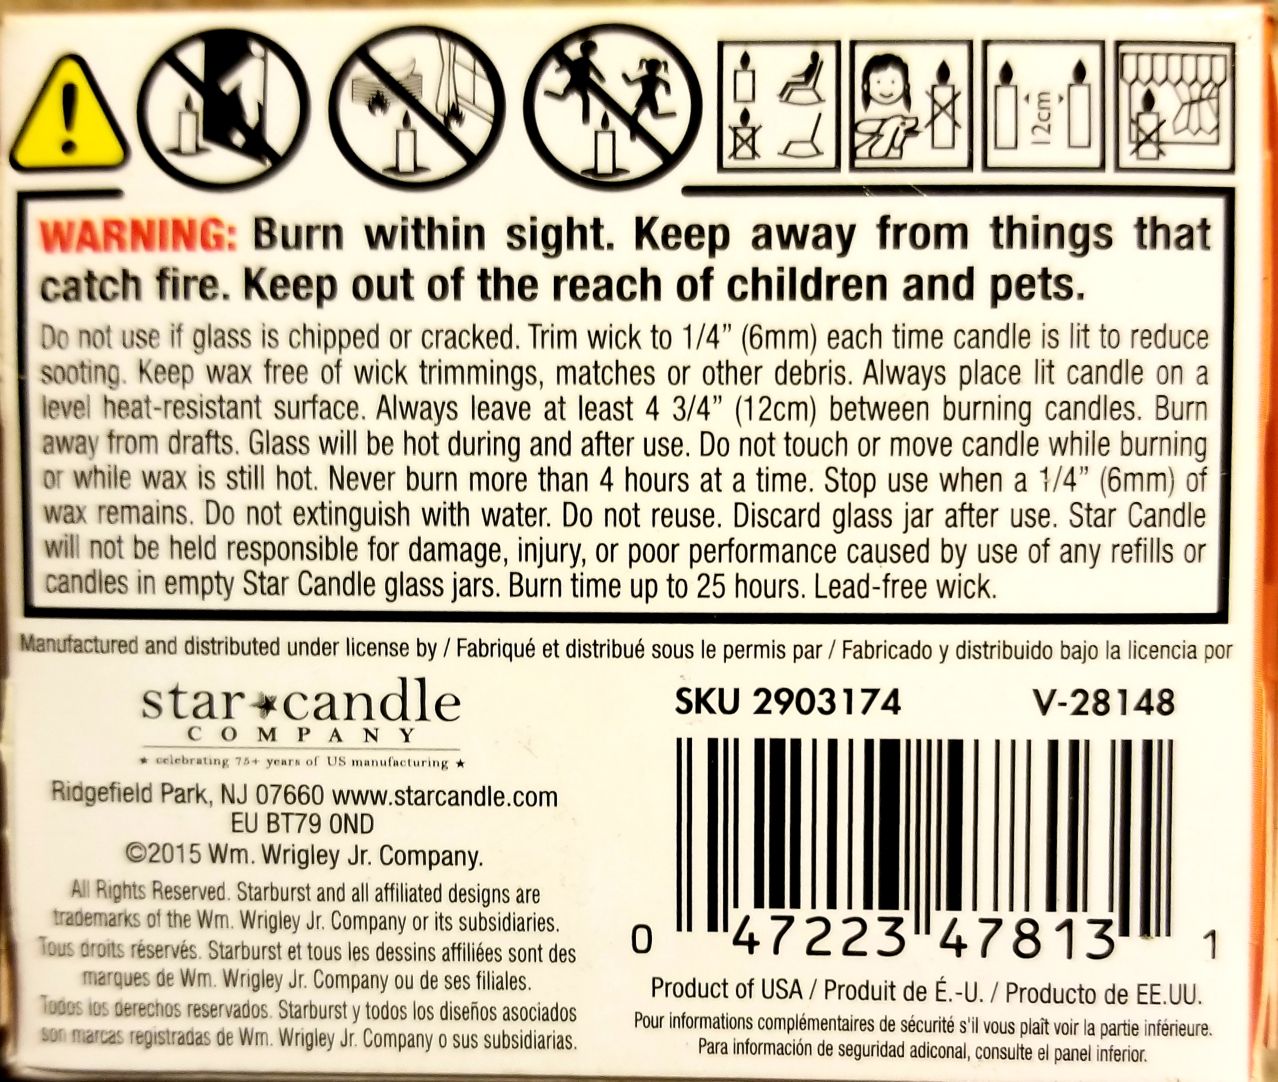 12cm
WARNING: Burn within sight. Keep away from things that
catch fire. Keep out of the reach of children and pets.
Do not use if glass is chipped or cracked. Trim wick to 1/4” (6mm) each time candle is lit to reduce
sooting. Keep wax free of wick trimmings, matches or other debris. Always place lit candle on a
level heat-resistant surface. Always leave at least 4 3/4” (12cm) between burning candles. Burn
away from drafts. Glass will be hot during and after use. Do not touch or move candle while burning
or while wax is still hot. Never burn more than 4 hours at a time. Stop use when a 1/4” (6mm) of
wax remains. Do not extinguish with water. Do not reuse. Discard glass jar after use. Star Candle
will not be held responsible for damage, injury, or poor performance caused by use of any refills or
candles in empty Star Candle glass jars. Burn time up to 25 hours. Lead-free wick.
Manufactured and distributed under license by / Fabriqué et distribué sous le permis par / Fabricado y distribuido bajo la licencia por
star candle
COMPANY
celebrating 75+ years of US manufacturing
Ridgefield Park, NJ 07660 www.starcandle.com
EU BT79 0ND
©2015 Wm. Wrigley Jr. Company.
All Rights Reserved. Starburst and all affiliated designs are
trademarks of the Wm. Wrigley Jr. Company or its subsidiaries.
Tous droits réservés. Starburst et tous les dessins affiliées sont des
marques de Wm. Wrigley Jr. Company ou de ses filiales.
Todos los derechos reservados. Starburst y todos los diseños asociados
son marcas registradas de Wm. Wrigley Jr. Company o sus subsidiarias.
SKU 2903174 V-28148
0 47223 47813 1
Product of USA / Produit de É.-U. / Producto de EE.UU.
Pour informations complémentaires de sécurité s'il vous plaît voir la partie inférieure.
Para información de seguridad adiconal, consulte el panel inferior.